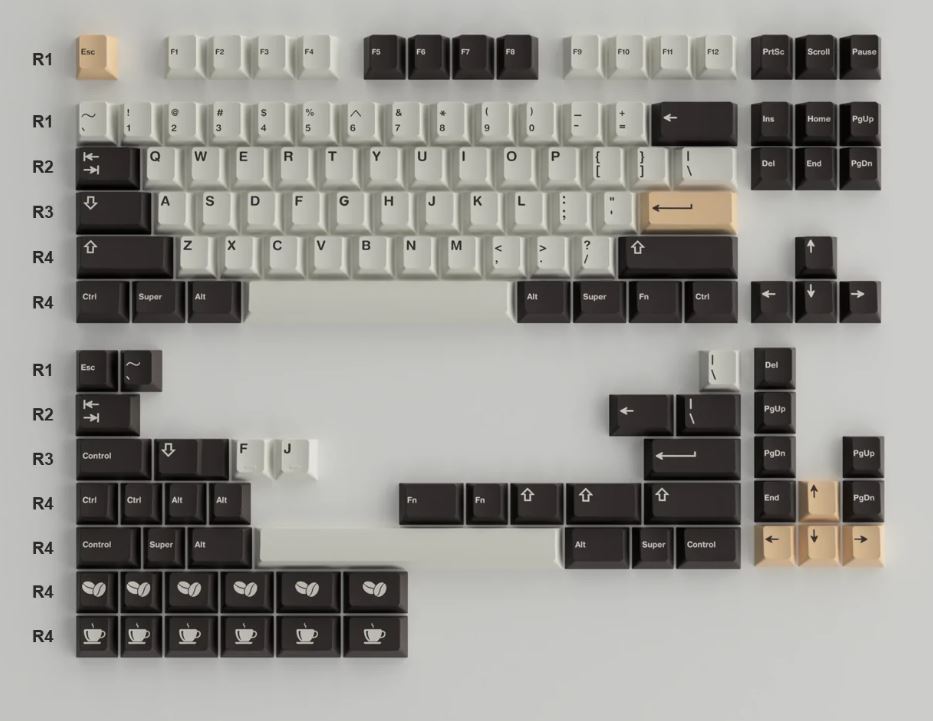 R1 Esc F1 F2 F3 F4 F5 F6 F7 F8 F9 F10 F11 F12 PrtSc Scroll Pause
R1 ~ ` ! 1 @ 2 # 3 $ 4 % 5 ^ 6 & 7 * 8 ( 9 ) 0 _ - + = ← Ins Home PgUp
R2 Q W E R T Y U I O P { [ } ] | \ Del End PgDn
R3 A S D F G H J K L : ; " '
R4 Z X C V B N M < , > . ? / ↑
R4 Ctrl Super Alt Alt Super Fn Ctrl ← ↓ →
R1 Esc ~ ` | \ Del
R2 ← | \ PgUp
R3 Control F J PgDn PgUp
R4 Ctrl Ctrl Alt Alt Fn Fn End ↑ PgDn
R4 Control Super Alt Alt Super Control ← ↓ →
R4
R4